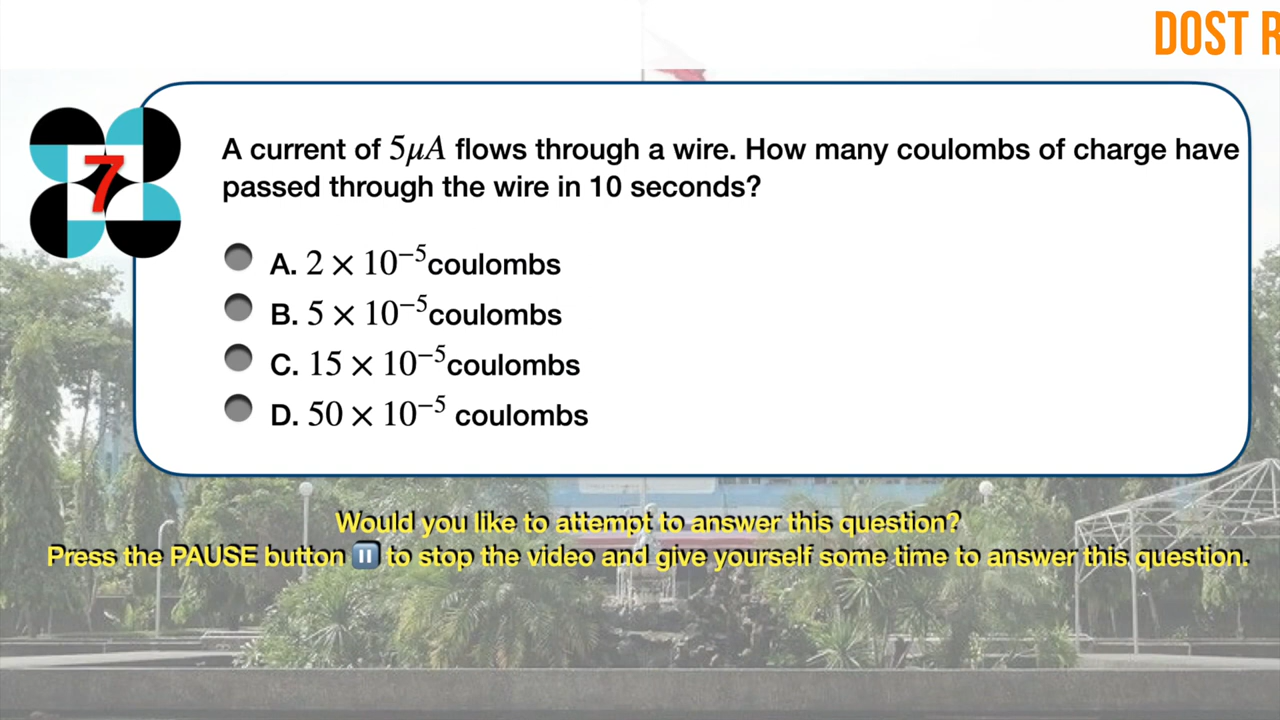 DOST R
7
A current of 5μA flows through a wire. How many coulombs of charge have
passed through the wire in 10 seconds?
A. 2 × 10⁻⁵coulombs
B. 5 × 10⁻⁵coulombs
C. 15 × 10⁻⁵coulombs
D. 50 × 10⁻⁵ coulombs
Would you like to attempt to answer this question?
Press the PAUSE button ⏸ to stop the video and give yourself some time to answer this question.